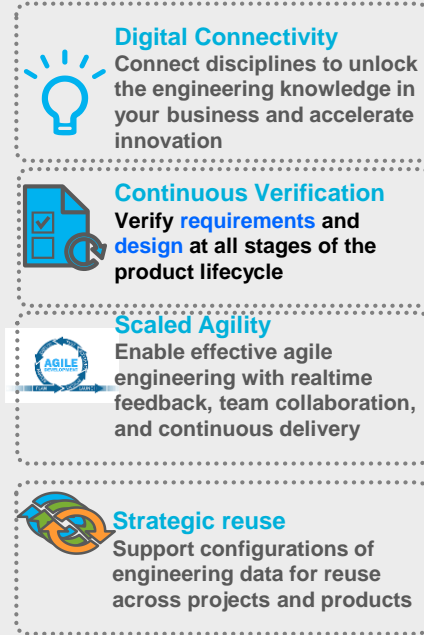 Digital Connectivity
Connect disciplines to unlock
the engineering knowledge in
your business and accelerate
innovation
Continuous Verification
Verify requirements and
design at all stages of the
product lifecycle
Scaled Agility
Enable effective agile
engineering with realtime
feedback, team collaboration,
and continuous delivery
AGILE
DEVELOPMENT
Strategic reuse
Support configurations of
engineering data for reuse
across projects and products